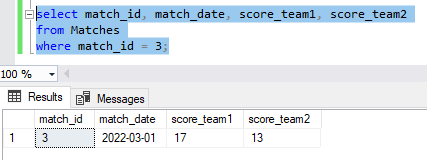 select match_id, match_date, score_team1, score_team2
from Matches
where match_id = 3;
100 %
Results Messages
match_id match_date score_team1 score_team2
1 3 2022-03-01 17 13